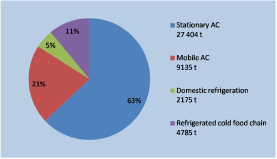 11%
5%
21%
63%
Stationary AC
27 404 t
Mobile AC
9135 t
Domestic refrigeration
2175 t
Refrigerated cold food chain
4785 t